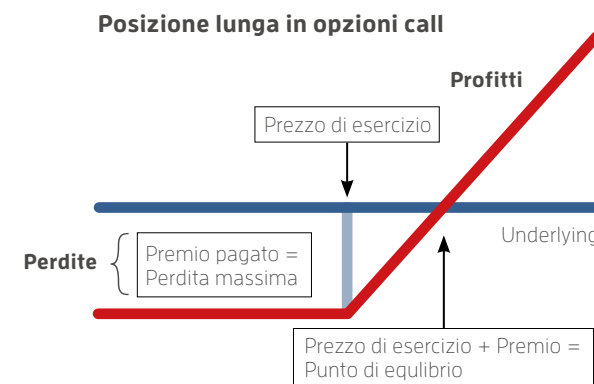 Posizione lunga in opzioni call
Profitti
Prezzo di esercizio
Underlying
Perdite
Premio pagato =
Perdita massima
Prezzo di esercizio + Premio =
Punto di equlibrio